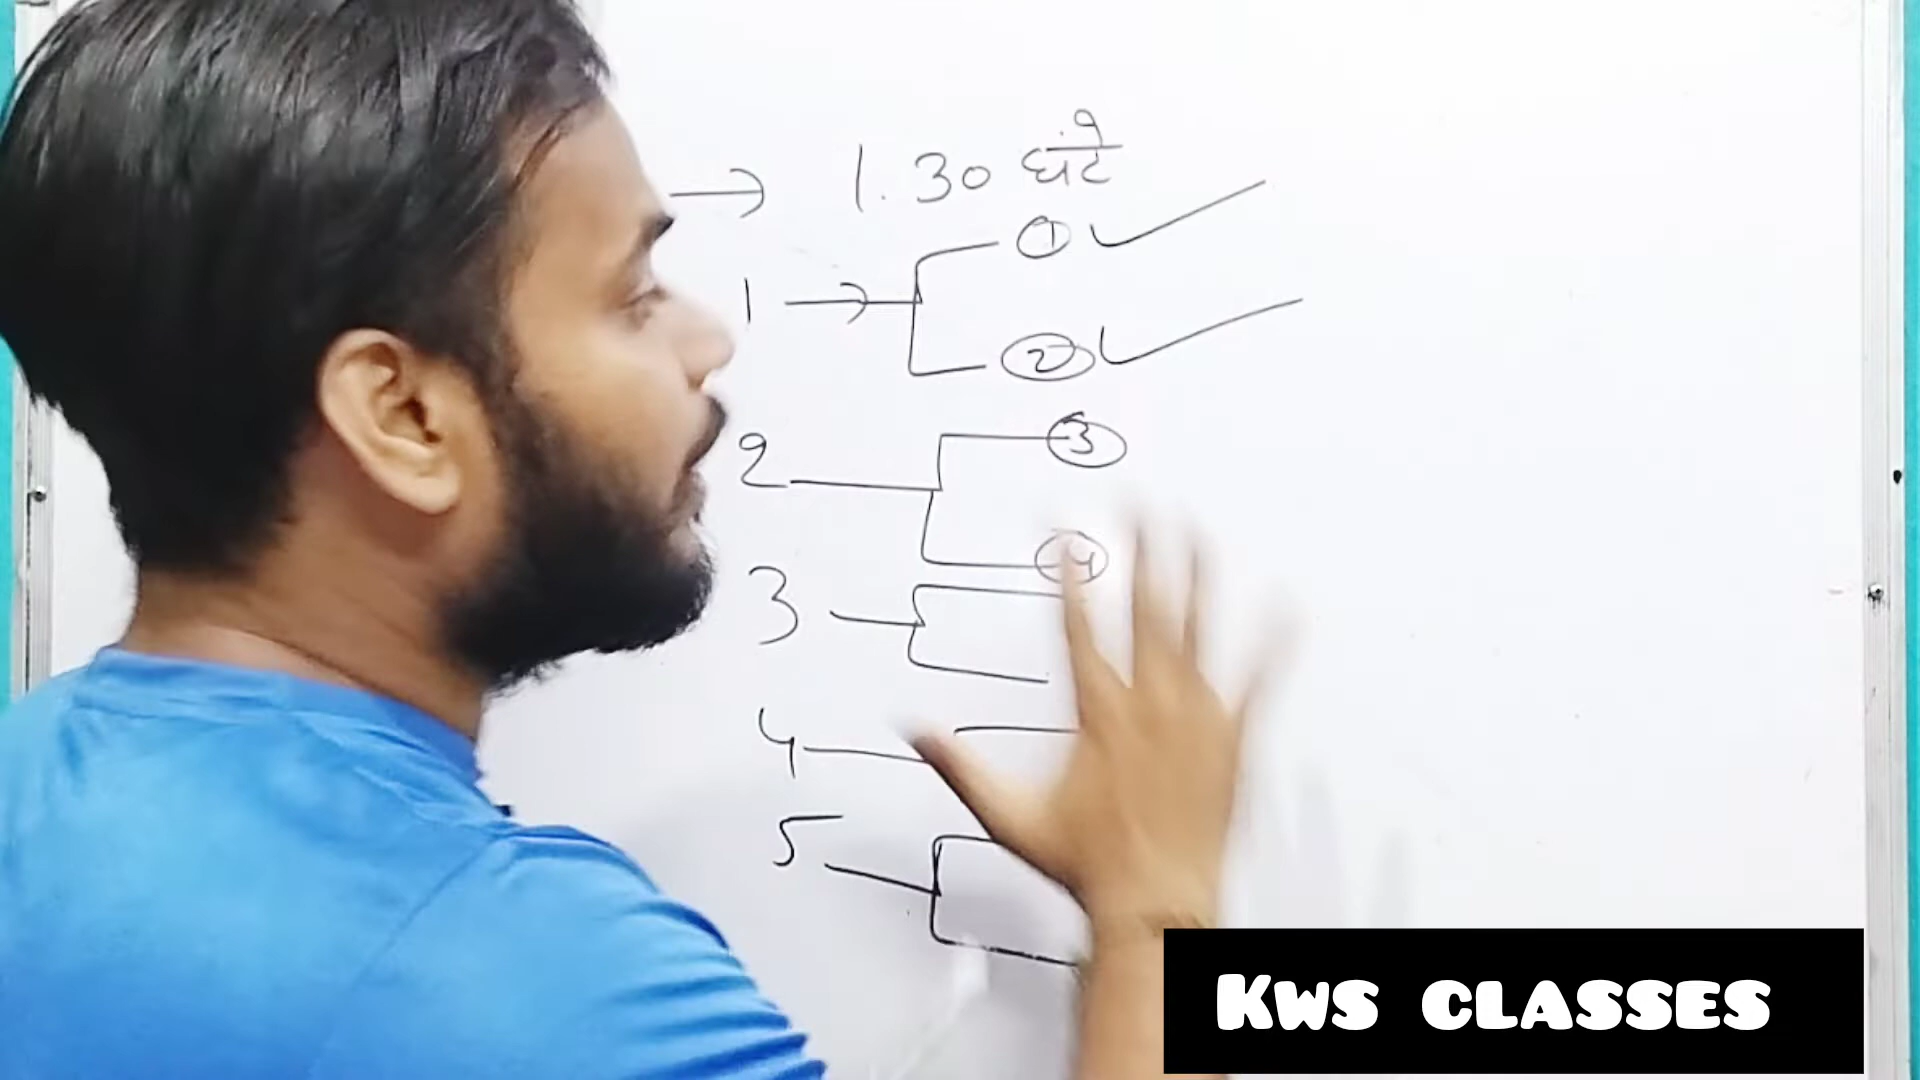 → 1.30 घंटे
1 → ① ✓
② ✓
2 ③
④
3
4
5
KWS CLASSES